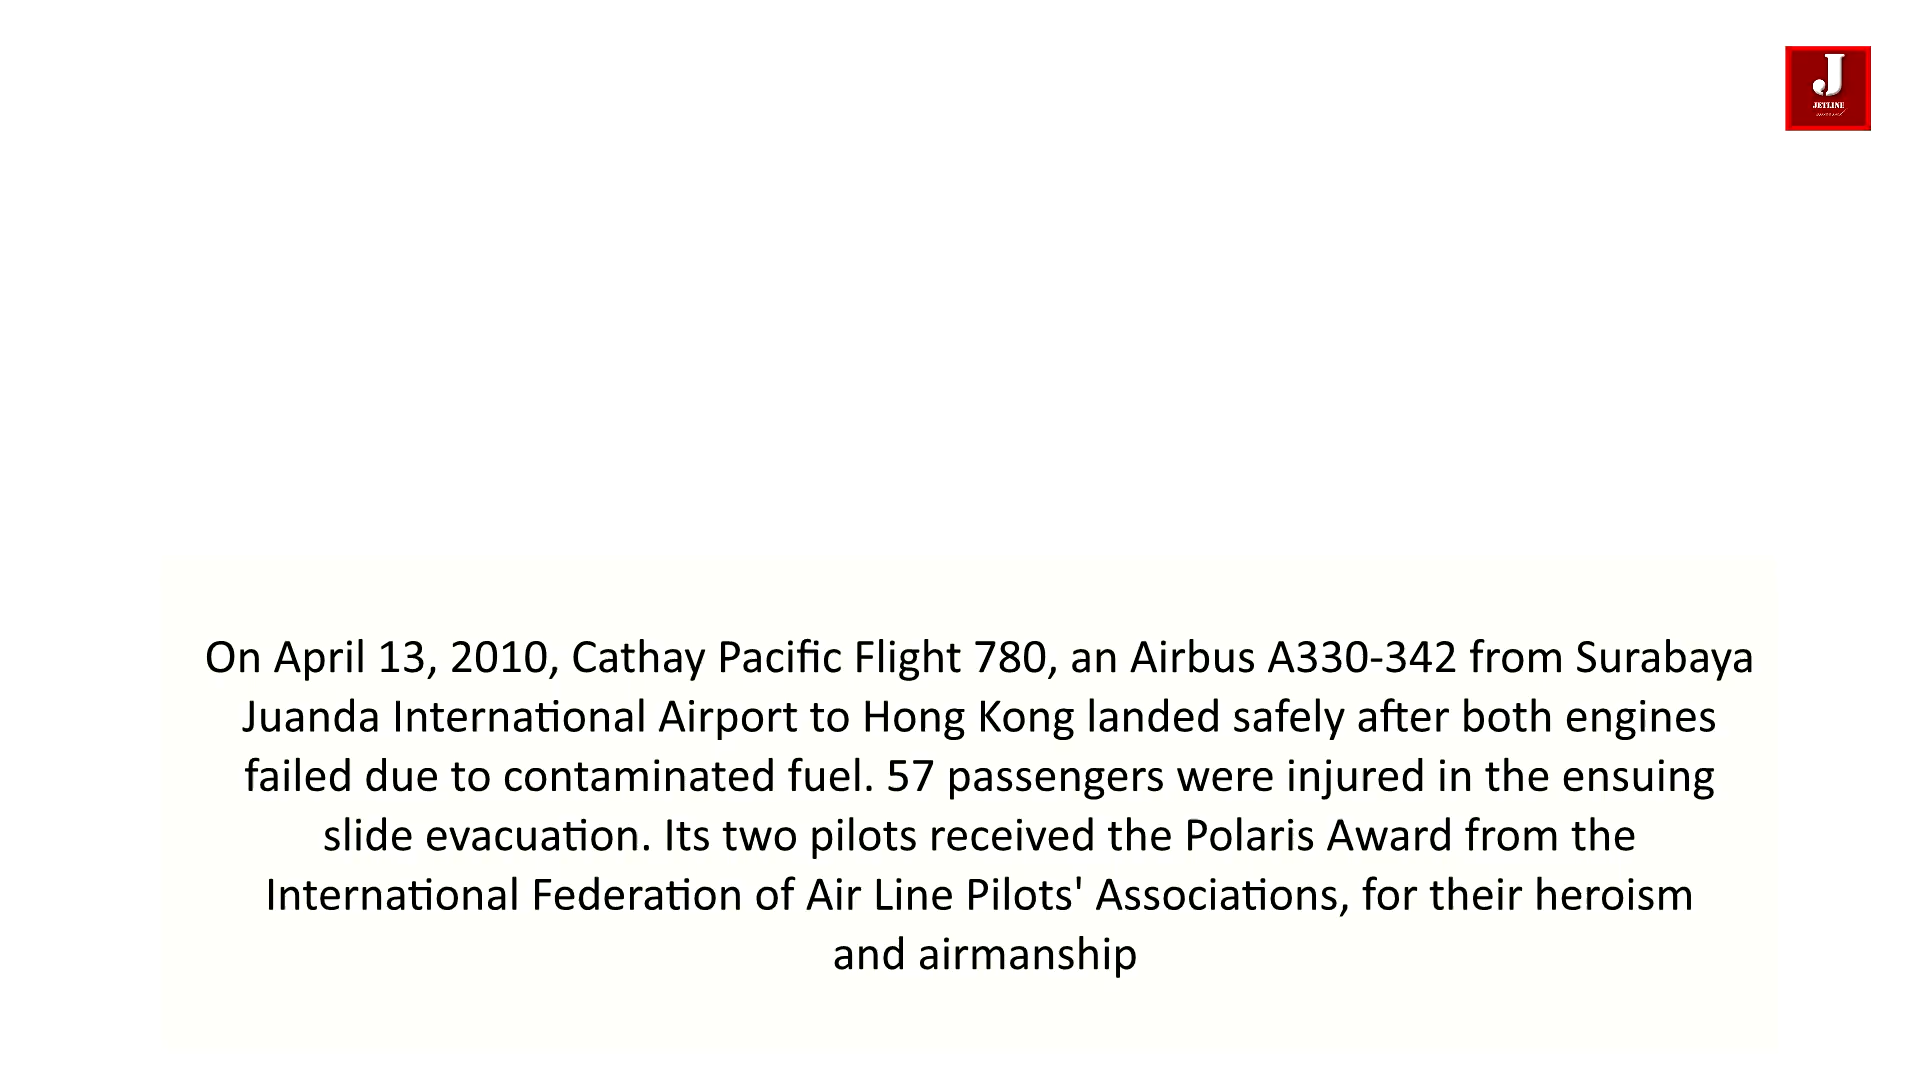 J
JETLINE
On April 13, 2010, Cathay Pacific Flight 780, an Airbus A330-342 from Surabaya
Juanda International Airport to Hong Kong landed safely after both engines
failed due to contaminated fuel. 57 passengers were injured in the ensuing
slide evacuation. Its two pilots received the Polaris Award from the
International Federation of Air Line Pilots' Associations, for their heroism
and airmanship